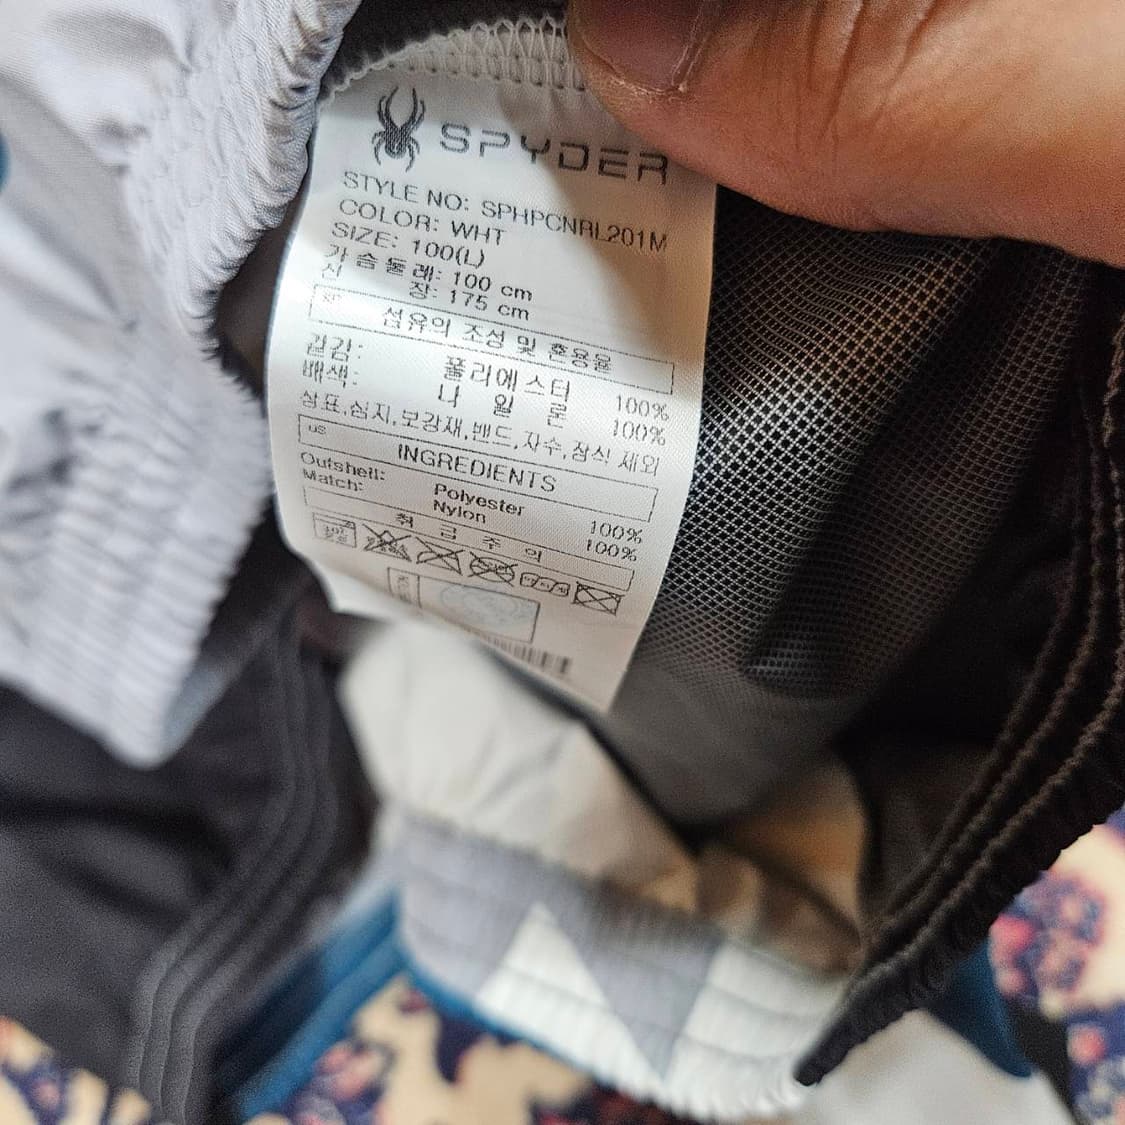 SPYDER
STYLE NO: SPHPCNRL201M
COLOR: WHT
SIZE: 100(L)
가슴둘레: 100 cm
신 장: 175 cm
섬유의 조성 및 혼용율
겉감: 폴리에스터 100%
배색: 나일론 100%
상표,심지,보강재,밴드,자수,장식 제외
US INGREDIENTS
Outshell: Polyester 100%
Match: Nylon 100%
취급주의